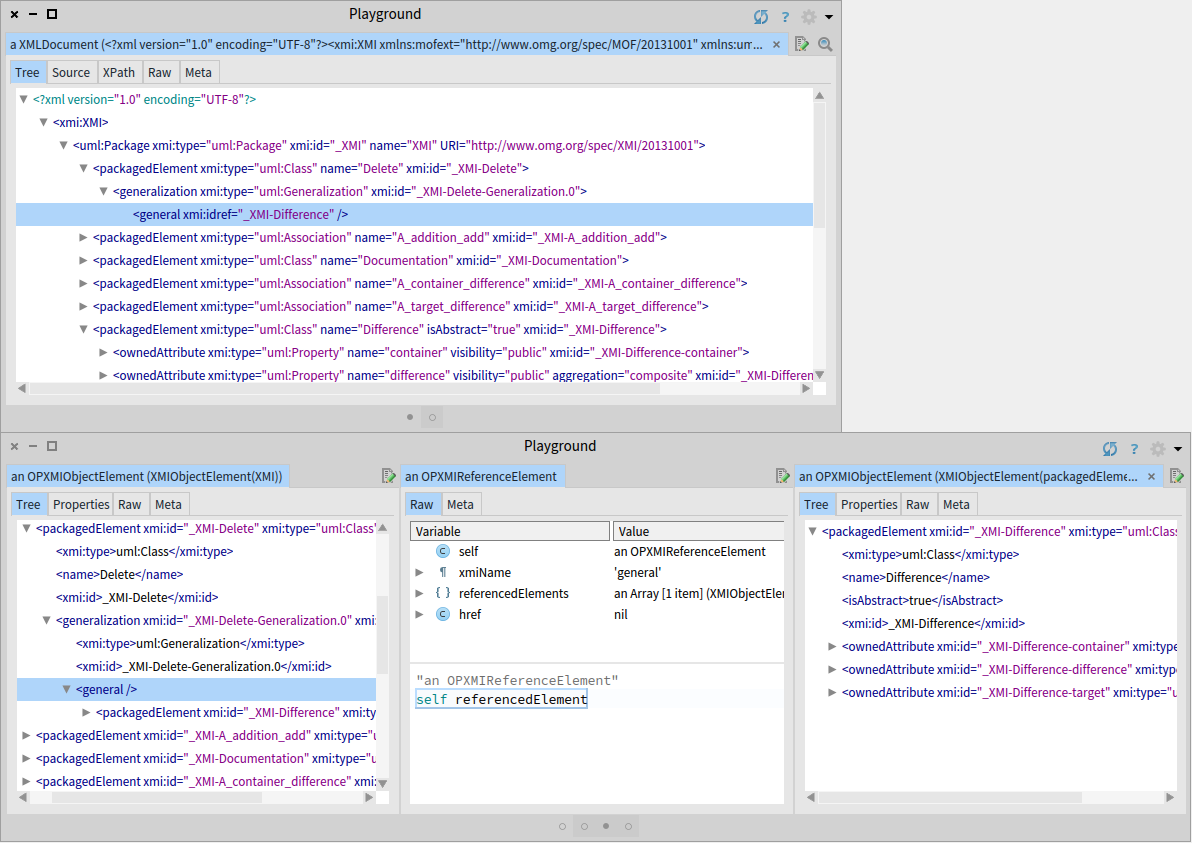 Playground
?
a XMLDocument (<?xml version="1.0" encoding="UTF-8"?><xmi:XMI xmlns:mofext="http://www.omg.org/spec/MOF/20131001" xmlns:um...
Tree Source XPath Raw Meta
<?xml version="1.0" encoding="UTF-8"?>
<xmi:XMI>
<uml:Package xmi:type="uml:Package" xmi:id="_XMI" name="XMI" URI="http://www.omg.org/spec/XMI/20131001">
<packagedElement xmi:type="uml:Class" name="Delete" xmi:id="_XMI-Delete">
<generalization xmi:type="uml:Generalization" xmi:id="_XMI-Delete-Generalization.0">
<general xmi:idref="_XMI-Difference" />
<packagedElement xmi:type="uml:Association" name="A_addition_add" xmi:id="_XMI-A_addition_add">
<packagedElement xmi:type="uml:Class" name="Documentation" xmi:id="_XMI-Documentation">
<packagedElement xmi:type="uml:Association" name="A_container_difference" xmi:id="_XMI-A_container_difference">
<packagedElement xmi:type="uml:Association" name="A_target_difference" xmi:id="_XMI-A_target_difference">
<packagedElement xmi:type="uml:Class" name="Difference" isAbstract="true" xmi:id="_XMI-Difference">
<ownedAttribute xmi:type="uml:Property" name="container" visibility="public" xmi:id="_XMI-Difference-container">
<ownedAttribute xmi:type="uml:Property" name="difference" visibility="public" aggregation="composite" xmi:id="_XMI-Differen
Playground
?
an OPXMIObjectElement (XMIObjectElement(XMI))
Tree Properties Raw Meta
<packagedElement xmi:id="_XMI-Delete" xmi:type="uml:Class"
<xmi:type>uml:Class</xmi:type>
<name>Delete</name>
<xmi:id>_XMI-Delete</xmi:id>
<generalization xmi:id="_XMI-Delete-Generalization.0" xmi:
<xmi:type>uml:Generalization</xmi:type>
<xmi:id>_XMI-Delete-Generalization.0</xmi:id>
<general />
<packagedElement xmi:id="_XMI-Difference" xmi:ty
<packagedElement xmi:id="_XMI-A_addition_add" xmi:type="u
<packagedElement xmi:id="_XMI-Documentation" xmi:type="u
<packagedElement xmi:id="_XMI-A_container_difference" xmi:
an OPXMIReferenceElement
Raw Meta
Variable Value
C self an OPXMIReferenceElement
¶ xmiName 'general'
{ } referencedElements an Array [1 item] (XMIObjectEler
C href nil
"an OPXMIReferenceElement"
self referencedElement
an OPXMIObjectElement (XMIObjectElement(packagedEleme...
Tree Properties Raw Meta
<packagedElement xmi:id="_XMI-Difference" xmi:type="uml:Clas
<xmi:type>uml:Class</xmi:type>
<name>Difference</name>
<isAbstract>true</isAbstract>
<xmi:id>_XMI-Difference</xmi:id>
<ownedAttribute xmi:id="_XMI-Difference-container" xmi:type
<ownedAttribute xmi:id="_XMI-Difference-difference" xmi:type
<ownedAttribute xmi:id="_XMI-Difference-target" xmi:type="u